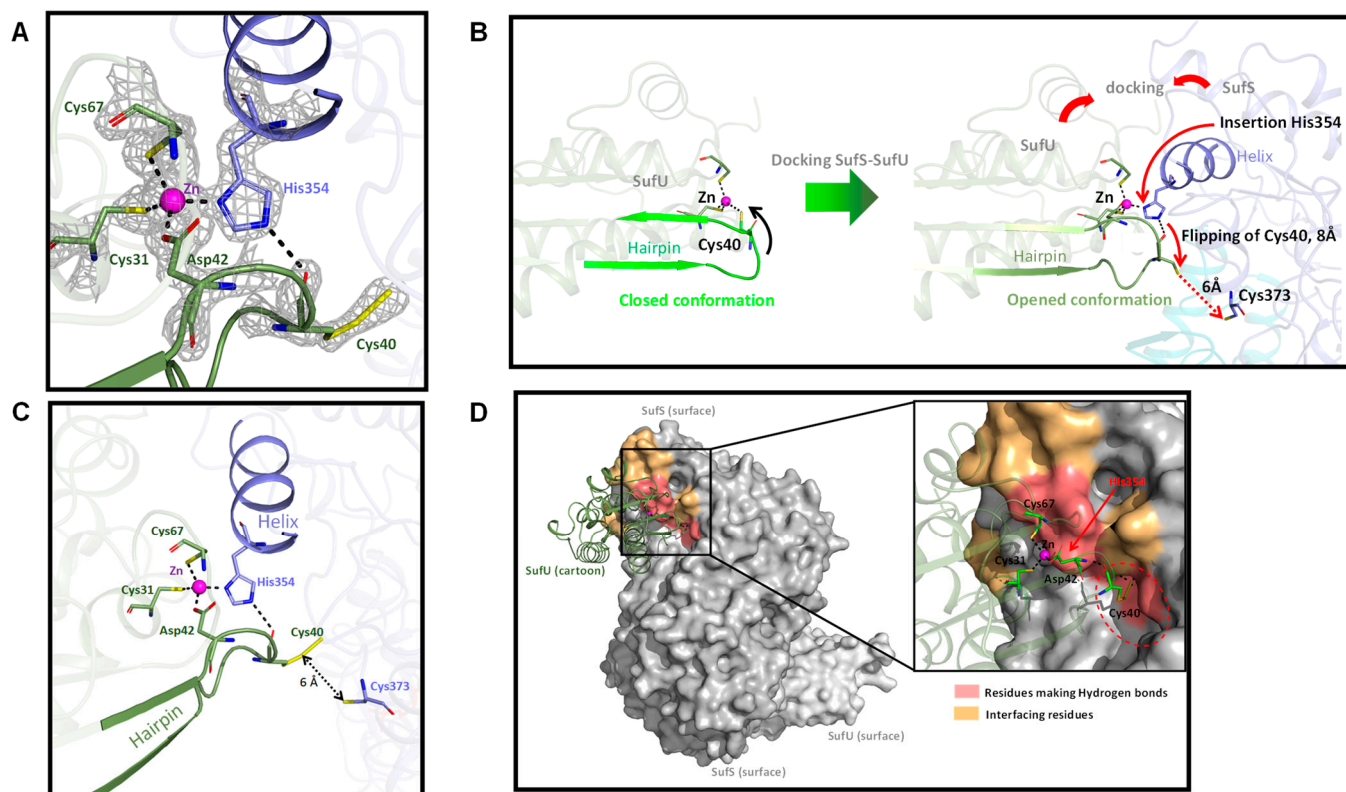 A
Cys67
Zn
His354
Cys31
Asp42
Cys40
B
docking
SufS
SufU
Insertion His354
Docking SufS-SufU
SufU
Helix
Zn
Zn
Cys40
Flipping of Cys40, 8Å
Hairpin
Hairpin
6Å
Cys373
Closed conformation
Opened conformation
C
Helix
Cys67
Zn
His354
Cys31
Asp42
Cys40
6 Å
Cys373
Hairpin
D
SufS (surface)
SufU (cartoon)
His354
Cys67
Zn
Cys31
Asp42
Cys40
Residues making Hydrogen bonds
Interfacing residues
SufU (surface)
SufS (surface)